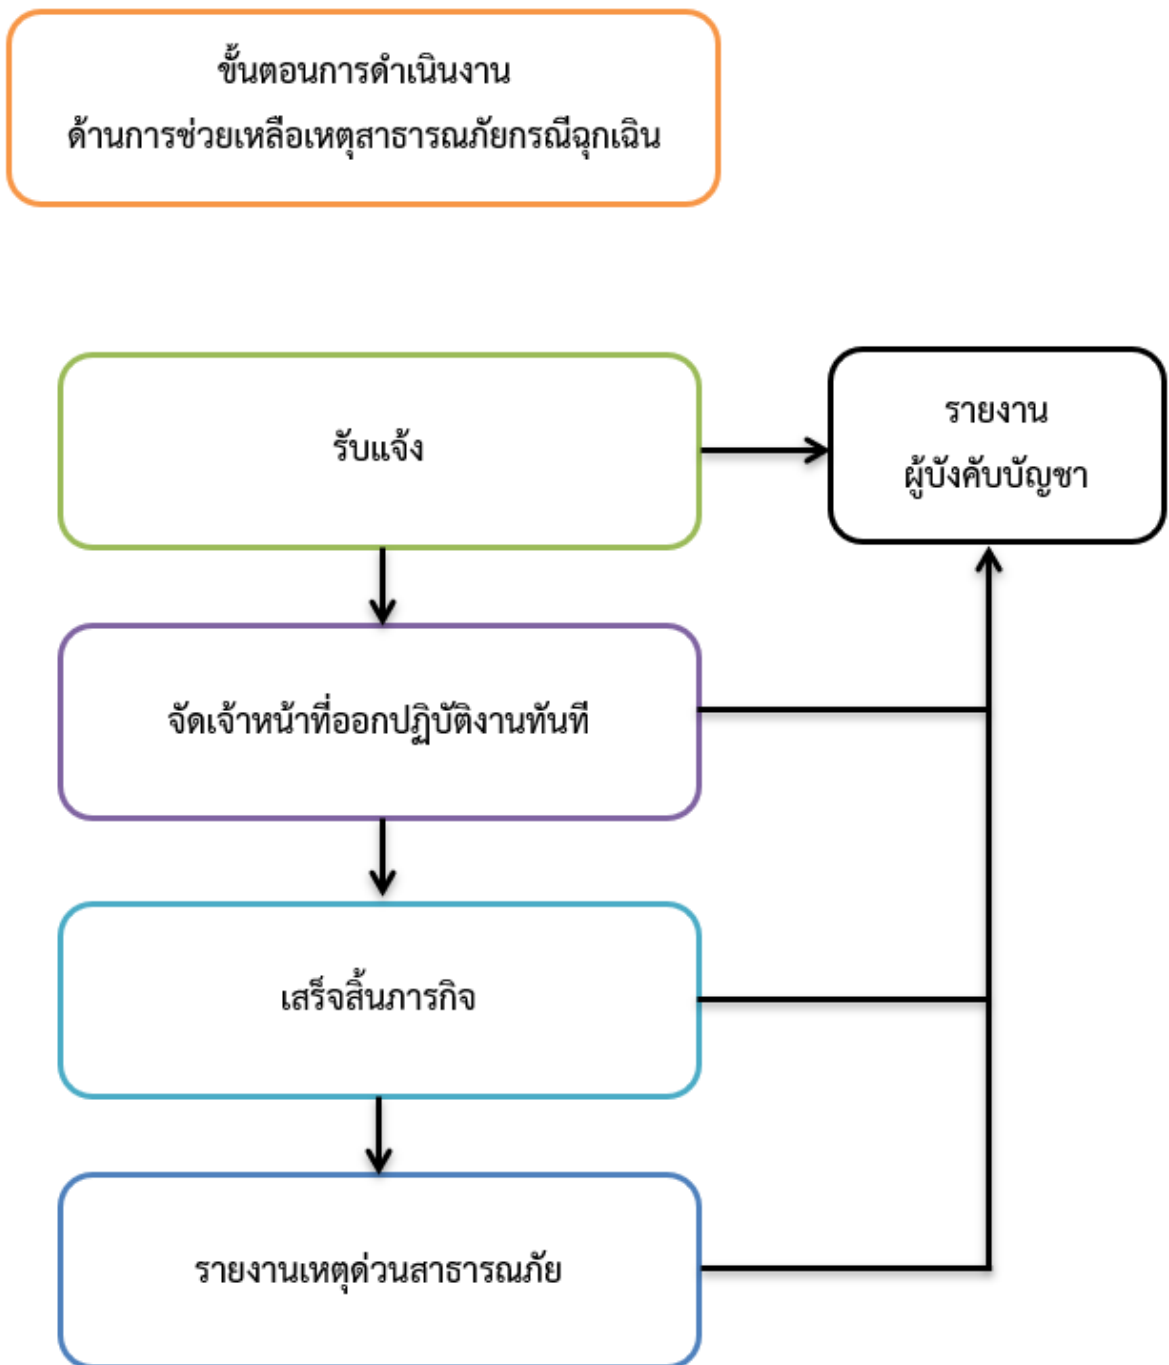 ขั้นตอนการดำเนินงาน
ด้านการช่วยเหลือเหตุสาธารณภัยกรณีฉุกเฉิน
รับแจ้ง
รายงาน
ผู้บังคับบัญชา
จัดเจ้าหน้าที่ออกปฏิบัติงานทันที
เสร็จสิ้นภารกิจ
รายงานเหตุด่วนสาธารณภัย